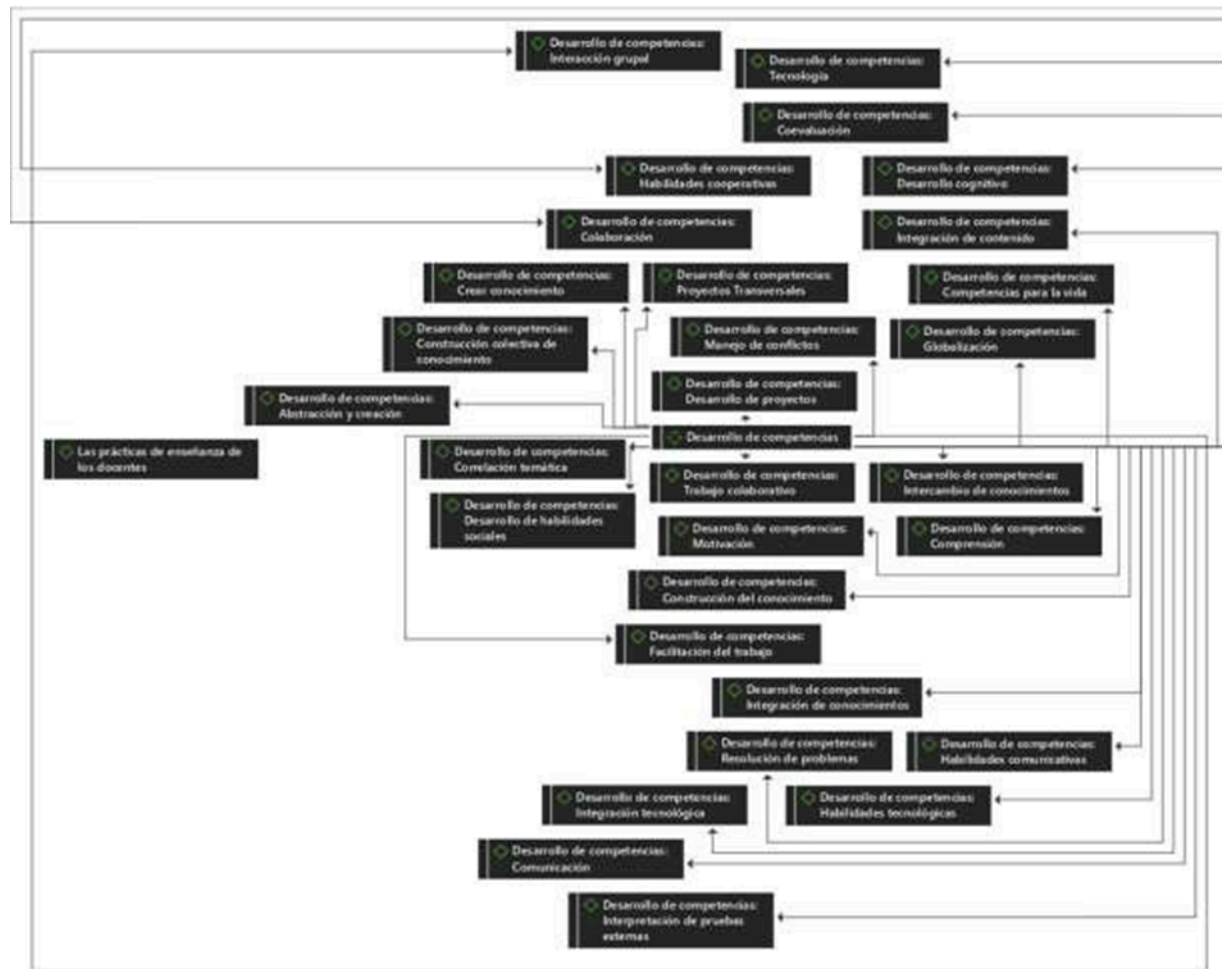 Desarrollo de competencias:
Interacción grupal
Desarrollo de competencias:
Tecnología
Desarrollo de competencias:
Coevaluación
Desarrollo de competencias:
Habilidades cooperativas
Desarrollo de competencias:
Desarrollo cognitivo
Desarrollo de competencias:
Colaboración
Desarrollo de competencias:
Integración de contenido
Desarrollo de competencias:
Crear conocimiento
Desarrollo de competencias:
Proyectos Transversales
Desarrollo de competencias:
Competencias para la vida
Desarrollo de competencias:
Construcción colectiva de
conocimiento
Desarrollo de competencias:
Manejo de conflictos
Desarrollo de competencias:
Globalización
Desarrollo de competencias:
Abstracción y creación
Desarrollo de competencias:
Desarrollo de proyectos
Desarrollo de competencias
Las prácticas de enseñanza de
los docentes
Desarrollo de competencias:
Correlación temática
Desarrollo de competencias:
Trabajo colaborativo
Desarrollo de competencias:
Intercambio de conocimientos
Desarrollo de competencias:
Desarrollo de habilidades
sociales
Desarrollo de competencias:
Motivación
Desarrollo de competencias:
Comprensión
Desarrollo de competencias:
Construcción del conocimiento
Desarrollo de competencias:
Facilitación del trabajo
Desarrollo de competencias:
Integración de conocimientos
Desarrollo de competencias:
Resolución de problemas
Desarrollo de competencias:
Habilidades comunicativas
Desarrollo de competencias:
Integración tecnológica
Desarrollo de competencias:
Habilidades tecnológicas
Desarrollo de competencias:
Comunicación
Desarrollo de competencias:
Interpretación de pruebas
externas